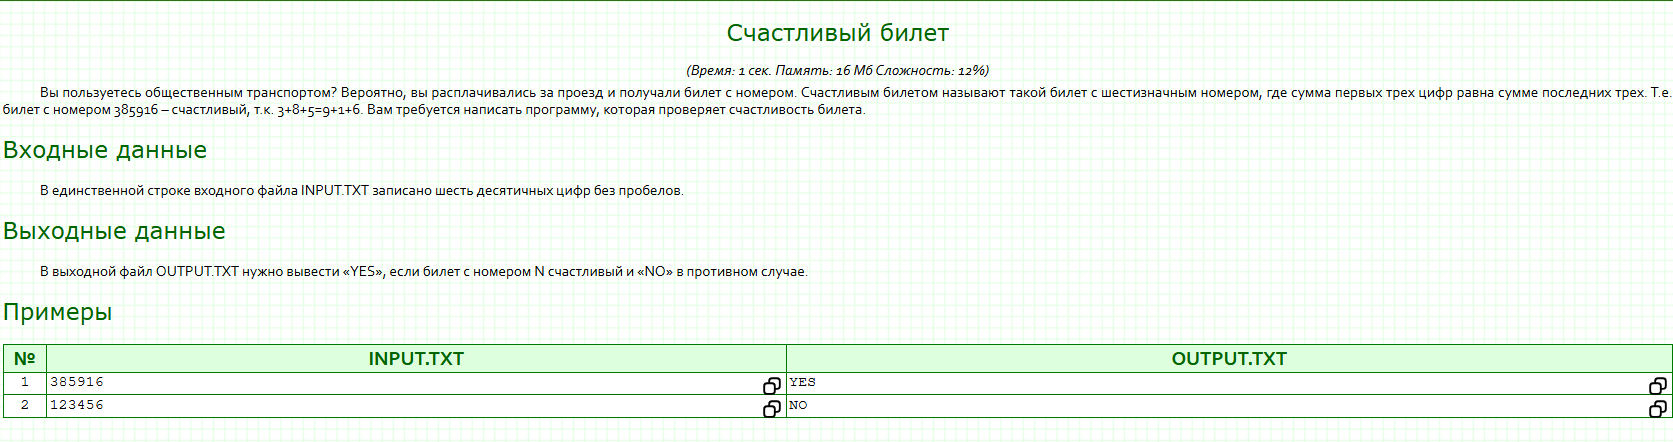 Счастливый билет
(Время: 1 сек. Память: 16 Мб Сложность: 12%)
Вы пользуетесь общественным транспортом? Вероятно, вы расплачивались за проезд и получали билет с номером. Счастливым билетом называют такой билет с шестизначным номером, где сумма первых трех цифр равна сумме последних трех. Т.е.
билет с номером 385916 – счастливый, т.к. 3+8+5=9+1+6. Вам требуется написать программу, которая проверяет счастливость билета.
Входные данные
В единственной строке входного файла INPUT.TXT записано шесть десятичных цифр без пробелов.
Выходные данные
В выходной файл OUTPUT.TXT нужно вывести «YES», если билет с номером N счастливый и «NO» в противном случае.
Примеры
№ INPUT.TXT OUTPUT.TXT
1 385916 YES
2 123456 NO